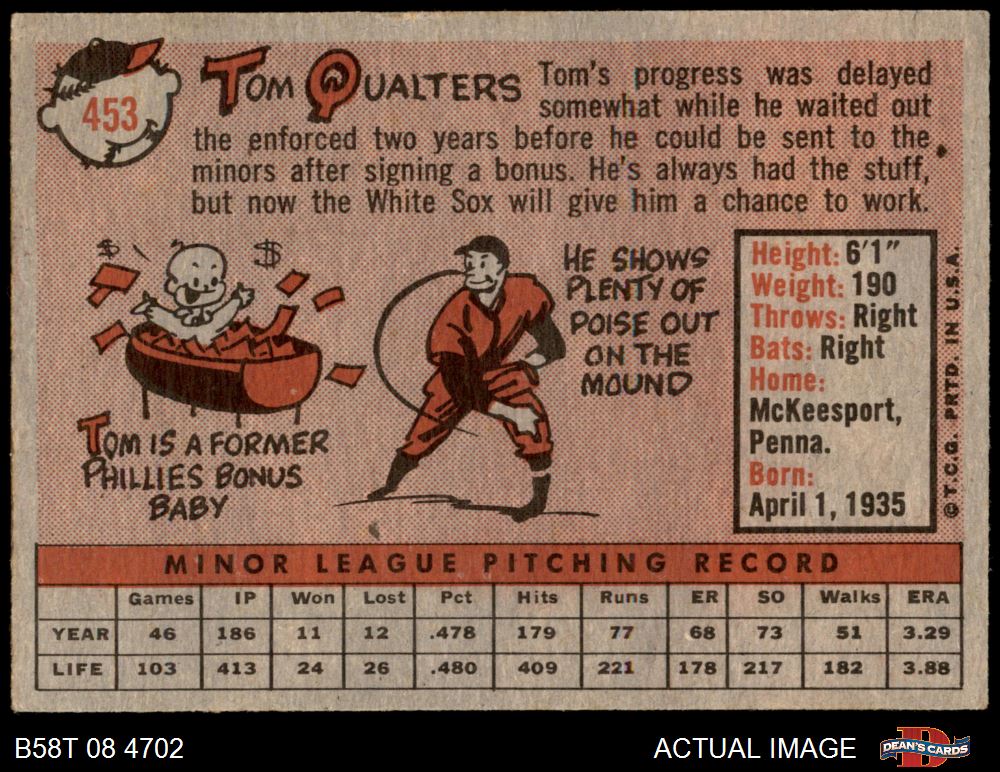 453
TOM QUALTERS
Tom's progress was delayed
somewhat while he waited out
the enforced two years before he could be sent to the
minors after signing a bonus. He's always had the stuff,
but now the White Sox will give him a chance to work.
$ $
TOM IS A FORMER
PHILLIES BONUS
BABY
HE SHOWS
PLENTY OF
POISE OUT
ON THE
MOUND
Height: 6'1"
Weight: 190
Throws: Right
Bats: Right
Home:
McKeesport,
Penna.
Born:
April 1, 1935
© T.C.G. PRTD. IN U.S.A.
MINOR LEAGUE PITCHING RECORD
Games IP Won Lost Pct Hits Runs ER SO Walks ERA
YEAR 46 186 11 12 .478 179 77 68 73 51 3.29
LIFE 103 413 24 26 .480 409 221 178 217 182 3.88
B58T 08 4702
ACTUAL IMAGE
D
DEAN'S CARDS